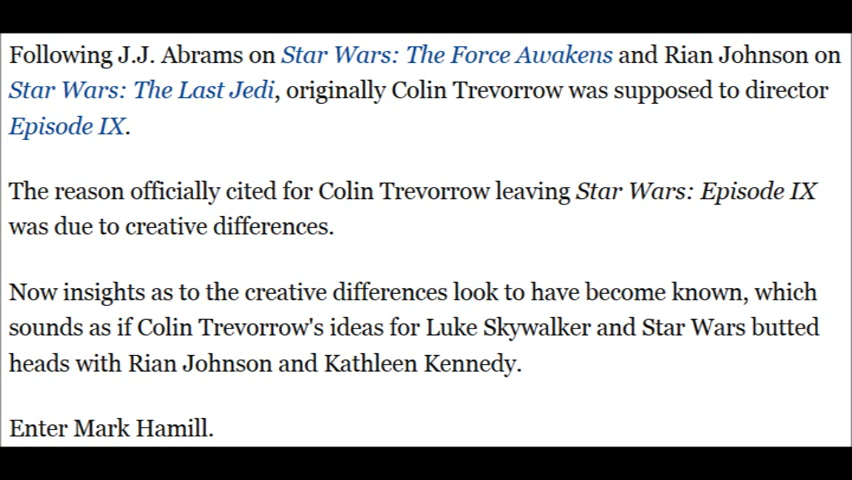 Following J.J. Abrams on Star Wars: The Force Awakens and Rian Johnson on
Star Wars: The Last Jedi, originally Colin Trevorrow was supposed to director
Episode IX.
The reason officially cited for Colin Trevorrow leaving Star Wars: Episode IX
was due to creative differences.
Now insights as to the creative differences look to have become known, which
sounds as if Colin Trevorrow's ideas for Luke Skywalker and Star Wars butted
heads with Rian Johnson and Kathleen Kennedy.
Enter Mark Hamill.